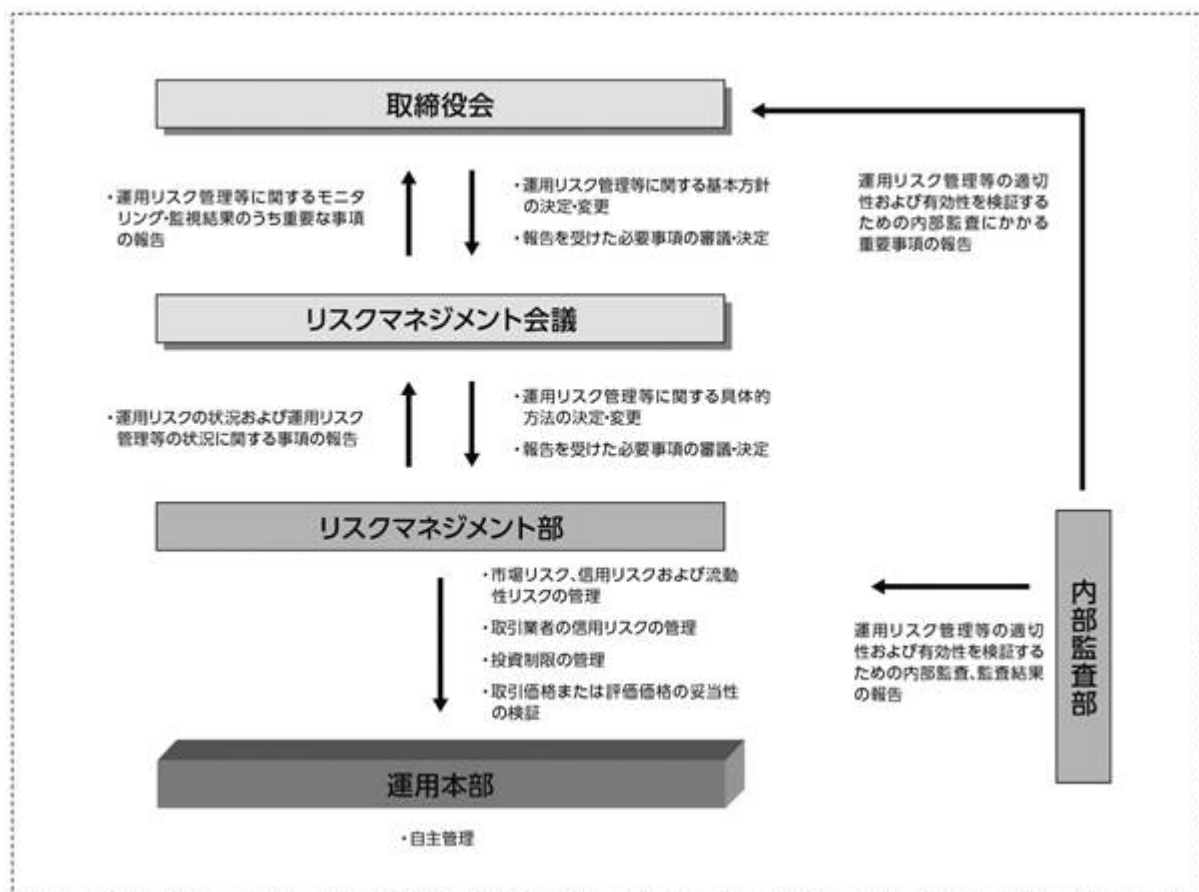 取締役会
・運用リスク管理等に関するモニタ
リング・監視結果のうち重要な事項
の報告
・運用リスク管理等に関する基本方針
の決定・変更
・報告を受けた必要事項の審議・決定
運用リスク管理等の適切
性および有効性を検証する
ための内部監査にかかる
重要事項の報告
リスクマネジメント会議
・運用リスクの状況および運用リスク
管理等の状況に関する事項の報告
・運用リスク管理等に関する具体的
方法の決定・変更
・報告を受けた必要事項の審議・決定
リスクマネジメント部
・市場リスク、信用リスクおよび流動
性リスクの管理
・取引業者の信用リスクの管理
・投資制限の管理
・取引価格または評価価格の妥当性
の検証
運用リスク管理等の適切
性および有効性を検証する
ための内部監査、監査結果
の報告
内部監査部
運用本部
・自主管理